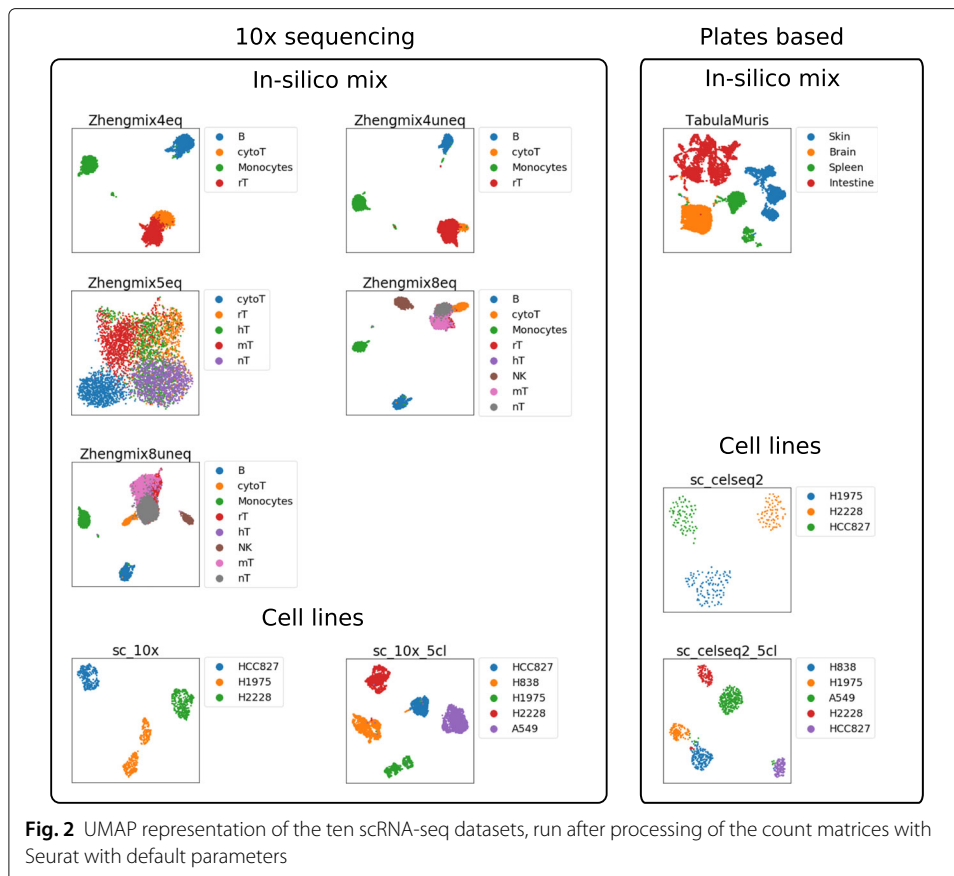 10x sequencing
Plates based
In-silico mix
In-silico mix
Zhengmix4eq
B
cytoT
Monocytes
rT
Zhengmix4uneq
B
cytoT
Monocytes
rT
TabulaMuris
Skin
Brain
Spleen
Intestine
Zhengmix5eq
cytoT
rT
hT
mT
nT
Zhengmix8eq
B
cytoT
Monocytes
rT
hT
NK
mT
nT
Zhengmix8uneq
B
cytoT
Monocytes
rT
hT
NK
mT
nT
Cell lines
sc_celseq2
H1975
H2228
HCC827
Cell lines
sc_10x
HCC827
H1975
H2228
sc_10x_5cl
HCC827
H838
H1975
H2228
A549
sc_celseq2_5cl
H838
H1975
A549
H2228
HCC827
Fig. 2 UMAP representation of the ten scRNA-seq datasets, run after processing of the count matrices with
Seurat with default parameters